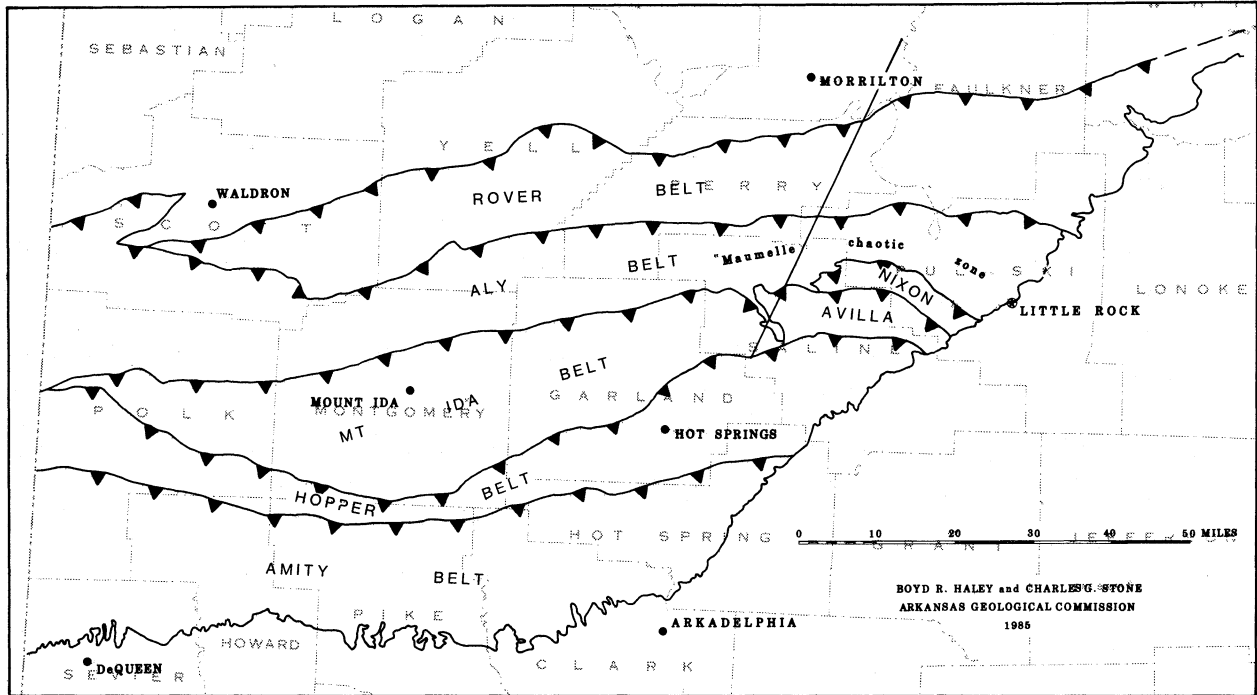 LOGAN
SEBASTIAN
MORRILTON
FAULKNER
YELL
WALDRON
ROVER BELT
PERRY
SCOTT
"Maumelle chaotic zone
ALY BELT
PULASKI
NIXON
LONOKE
LITTLE ROCK
AVILLA
SALINE
MT IDA BELT
MOUNT IDA
GARLAND
POLK
MONTGOMERY
HOT SPRINGS
HOPPER BELT
0 10 20 30 40 50 MILES
HOT SPRING
GRANT
JEFFERSON
AMITY BELT
BOYD R. HALEY and CHARLES G. STONE
ARKANSAS GEOLOGICAL COMMISSION
1985
PIKE
ARKADELPHIA
HOWARD
DeQUEEN
SEVIER
CLARK